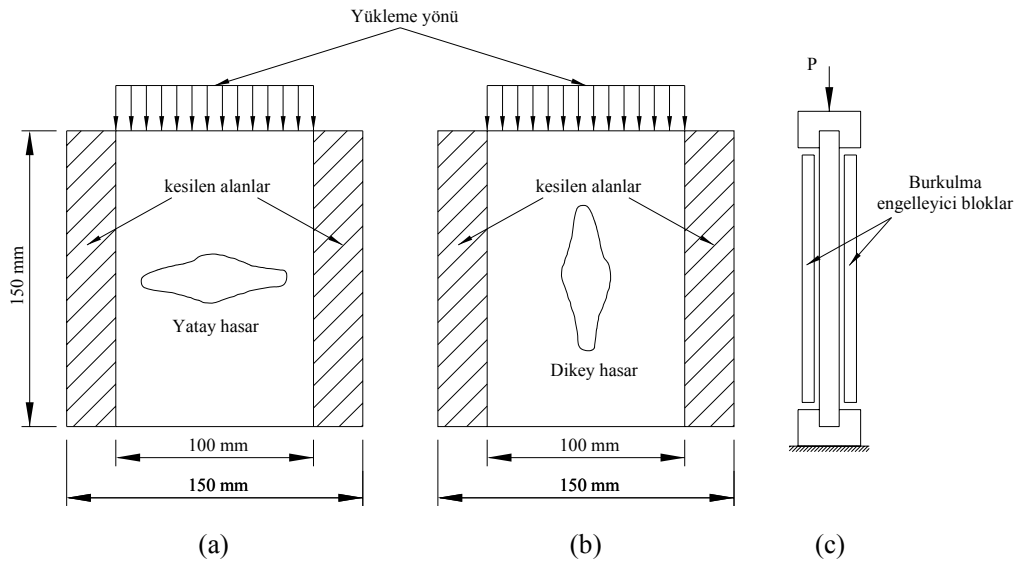 Yükleme yönü
P
kesilen alanlar
kesilen alanlar
Burkulma
engelleyici bloklar
150 mm
Yatay hasar
Dikey hasar
100 mm
100 mm
150 mm
150 mm
(a)
(b)
(c)